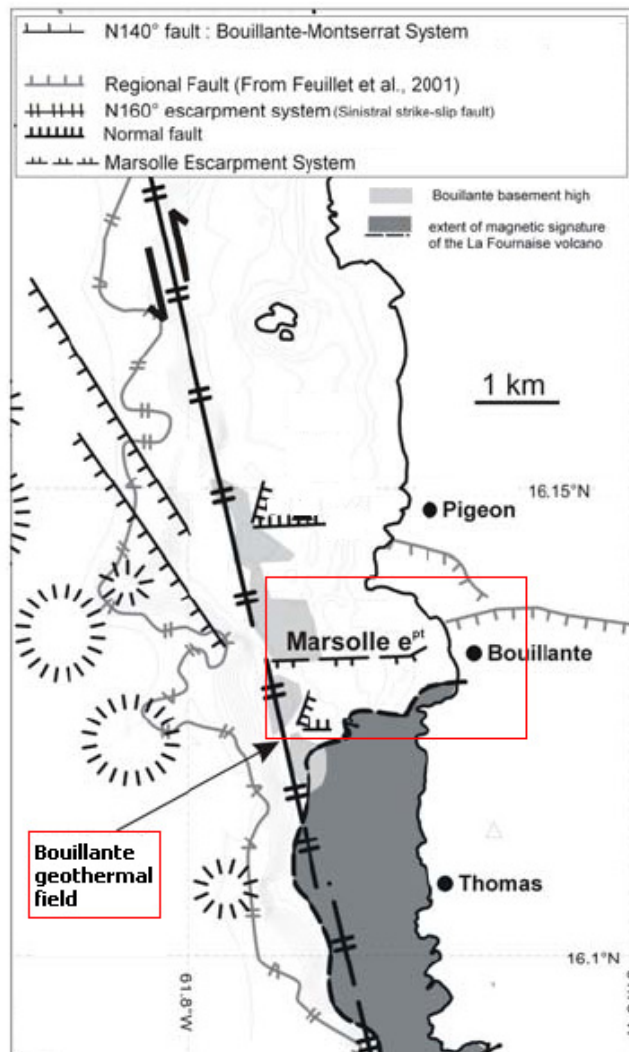 N140° fault : Bouillante-Montserrat System
Regional Fault (From Feuillet et al., 2001)
N160° escarpment system (Sinistral strike-slip fault)
Normal fault
Marsolle Escarpment System
Bouillante basement high
extent of magnetic signature
of the La Fournaise volcano
1 km
16.15°N
Pigeon
Marsolle e^pt
Bouillante
Bouillante
geothermal
field
Thomas
16.1°N
61.8°W